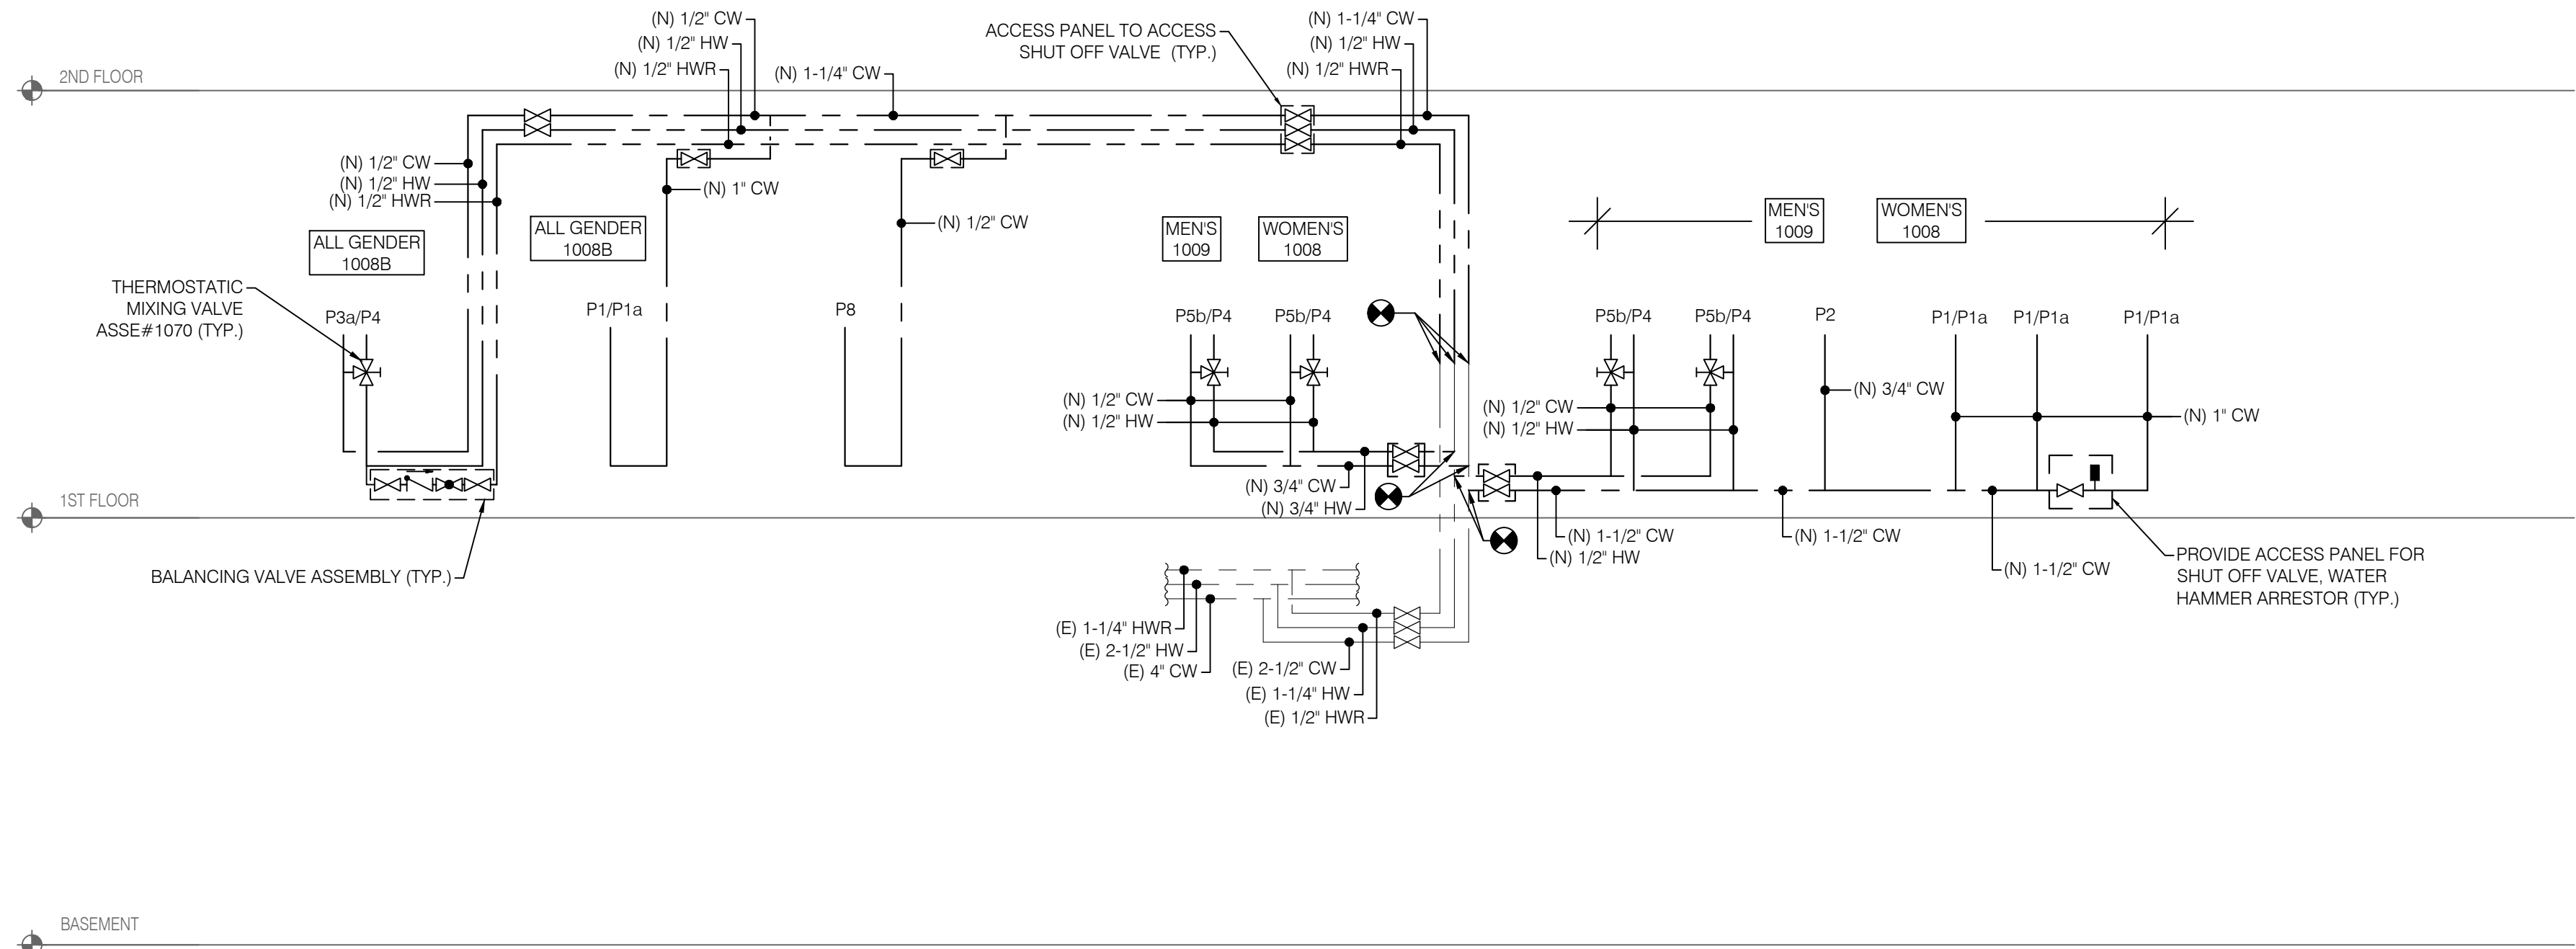 (N) 1/2" CW
(N) 1/2" HW
(N) 1/2" HWR
(N) 1-1/4" CW
ACCESS PANEL TO ACCESS
SHUT OFF VALVE (TYP.)
(N) 1-1/4" CW
(N) 1/2" HW
(N) 1/2" HWR
2ND FLOOR
(N) 1/2" CW
(N) 1/2" HW
(N) 1/2" HWR
(N) 1" CW
(N) 1/2" CW
ALL GENDER
1008B
ALL GENDER
1008B
MEN'S
1009
WOMEN'S
1008
MEN'S
1009
WOMEN'S
1008
THERMOSTATIC
MIXING VALVE
ASSE#1070 (TYP.)
P3a/P4
P1/P1a
P8
P5b/P4
P5b/P4
P5b/P4
P5b/P4
P2
P1/P1a
P1/P1a
P1/P1a
(N) 1/2" CW
(N) 1/2" HW
(N) 1/2" CW
(N) 1/2" HW
(N) 3/4" CW
(N) 1" CW
(N) 3/4" CW
(N) 3/4" HW
1ST FLOOR
(N) 1-1/2" CW
(N) 1/2" HW
(N) 1-1/2" CW
(N) 1-1/2" CW
PROVIDE ACCESS PANEL FOR
SHUT OFF VALVE, WATER
HAMMER ARRESTOR (TYP.)
BALANCING VALVE ASSEMBLY (TYP.)
(E) 1-1/4" HWR
(E) 2-1/2" HW
(E) 4" CW
(E) 2-1/2" CW
(E) 1-1/4" HW
(E) 1/2" HWR
BASEMENT